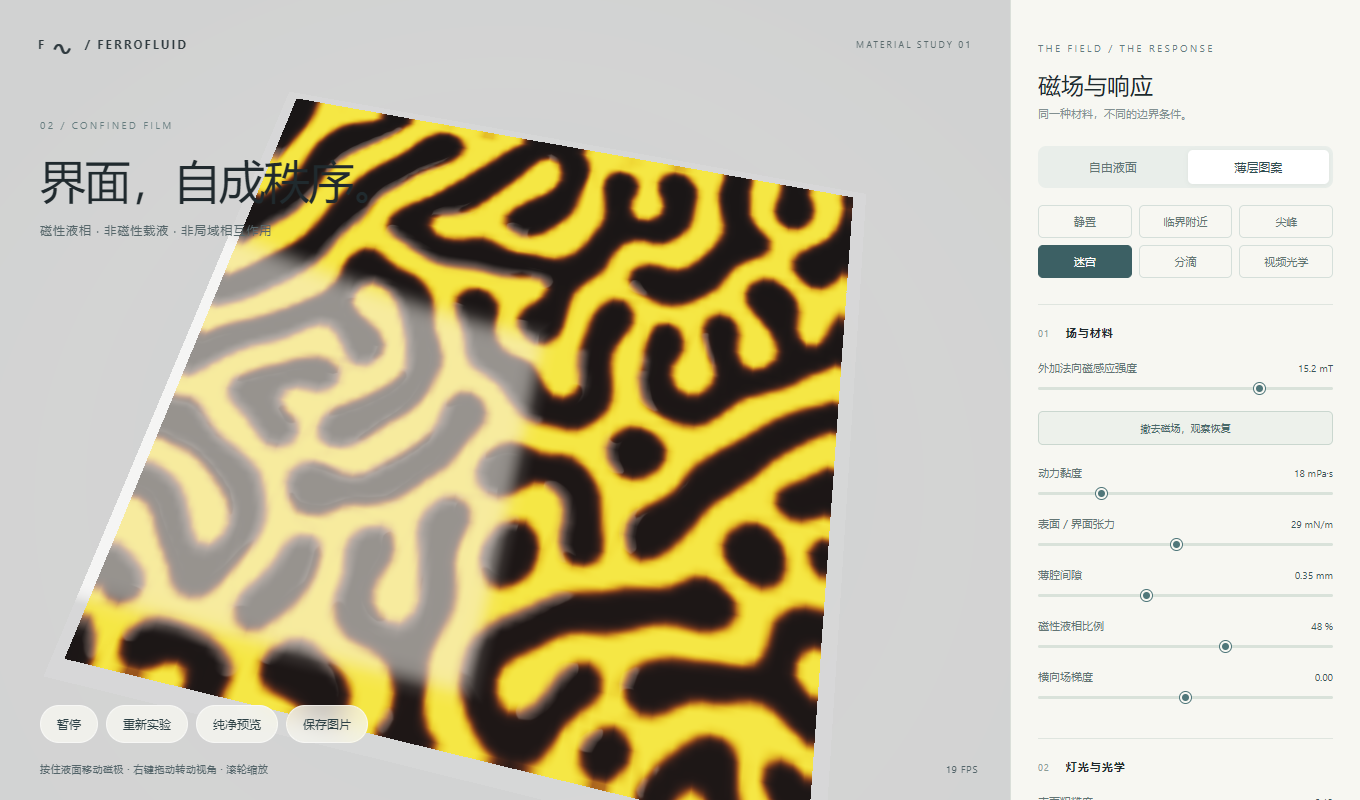 F ∿ / FERROFLUID
MATERIAL STUDY 01
02 / CONFINED FILM
界面，自成秩序。
磁性液相 · 非磁性载液 · 非局域相互作用
暂停
重新实验
纯净预览
保存图片
按住液面移动磁极 · 右键拖动转动视角 · 滚轮缩放
19 FPS
THE FIELD / THE RESPONSE
磁场与响应
同一种材料，不同的边界条件。
自由液面
薄层图案
静置
临界附近
尖峰
迷宫
分滴
视频光学
01 场与材料
外加法向磁感应强度 15.2 mT
撤去磁场，观察恢复
动力黏度 18 mPa·s
表面 / 界面张力 29 mN/m
薄腔间隙 0.35 mm
磁性液相比例 48 %
横向场梯度 0.00
02 灯光与光学